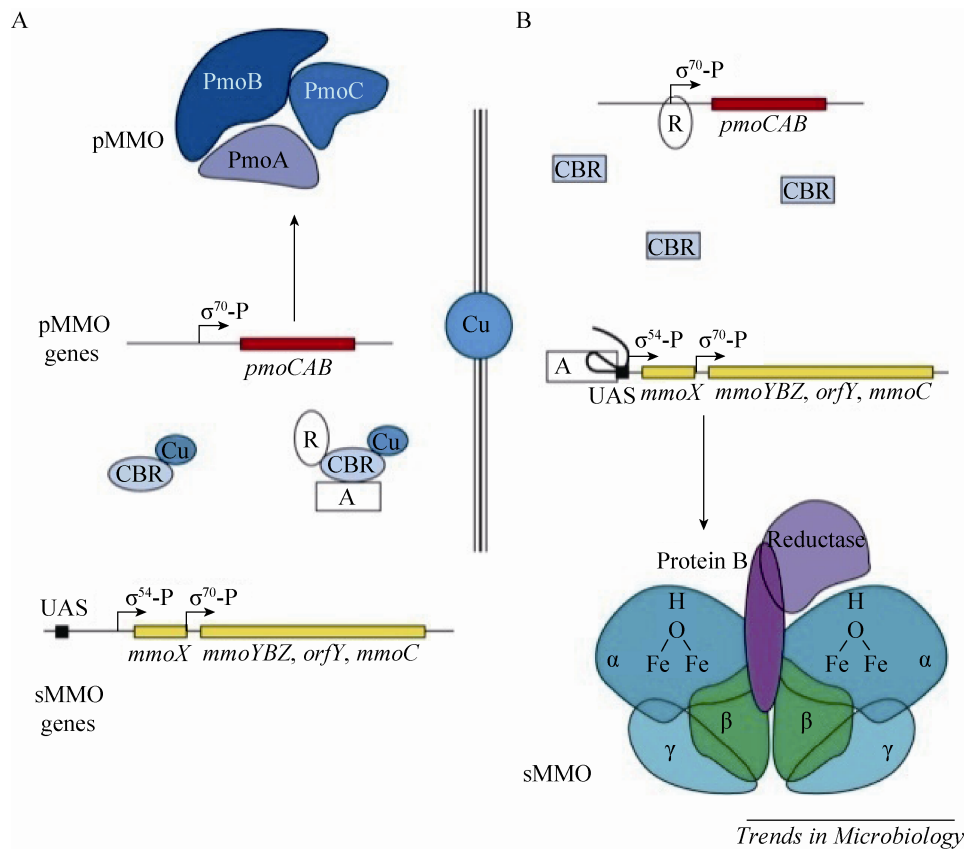 A
PmoB
PmoC
pMMO
PmoA
σ⁷⁰-P
pMMO
genes
pmoCAB
R
Cu
CBR
Cu
CBR
A
UAS
σ⁵⁴-P
σ⁷⁰-P
mmoX
mmoYBZ, orfY, mmoC
sMMO
genes
Cu
B
σ⁷⁰-P
R
pmoCAB
CBR
CBR
CBR
σ⁵⁴-P
σ⁷⁰-P
A
UAS
mmoX
mmoYBZ, orfY, mmoC
Reductase
Protein B
H
O
Fe Fe
α
H
O
Fe Fe
α
β
β
γ
γ
sMMO
Trends in Microbiology